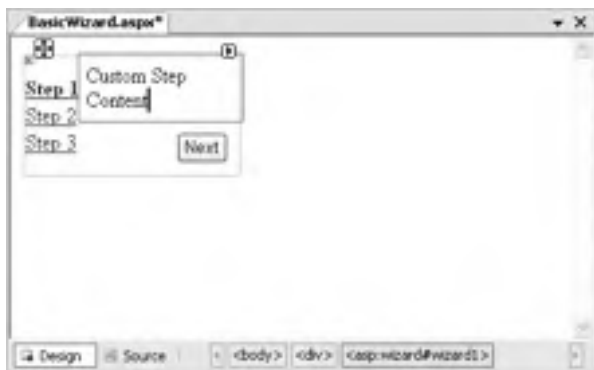 BasicWizard.aspx*
Custom Step
Content
Step 1
Step 2
Step 3
Next
Design
Source
<body>
<div>
<asp:wizard#wizard1>